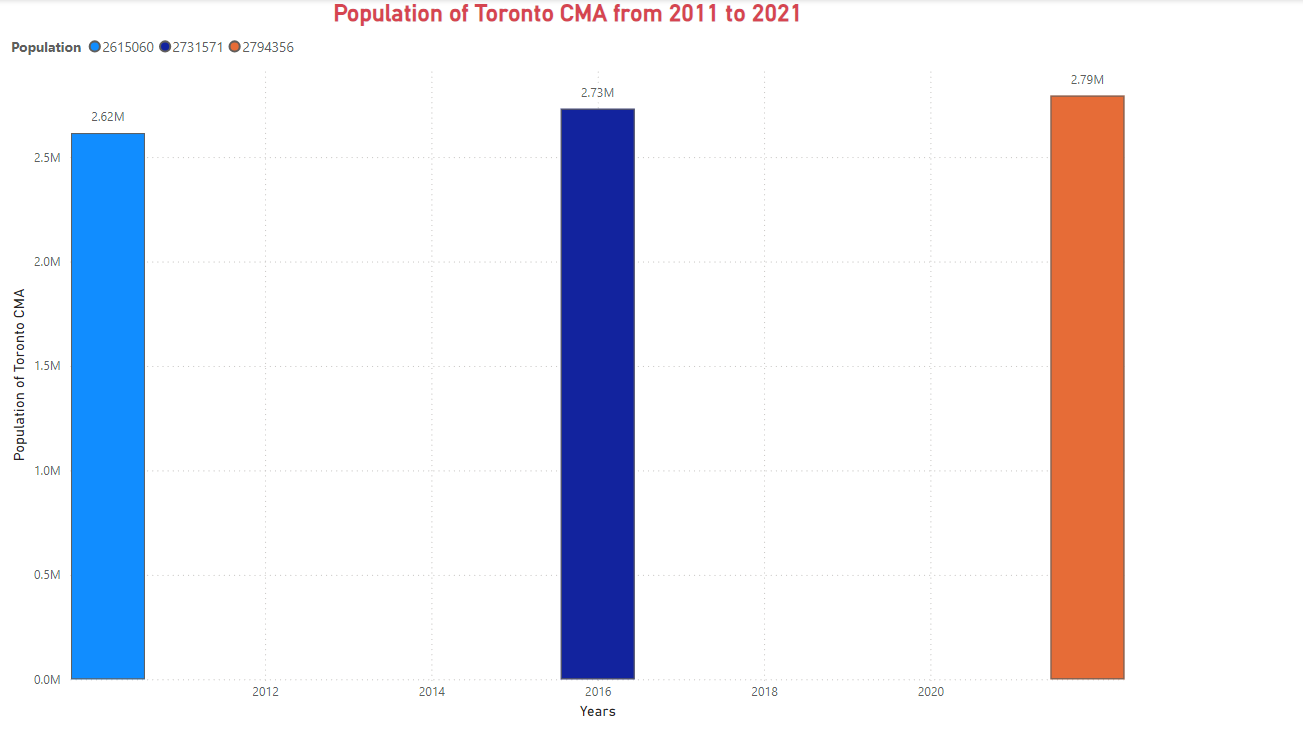 Population of Toronto CMA from 2011 to 2021
Population 2615060 2731571 2794356
2.62M
2.73M
2.79M
2.5M
2.0M
1.5M
1.0M
0.5M
0.0M
Population of Toronto CMA
2012 2014 2016 2018 2020
Years